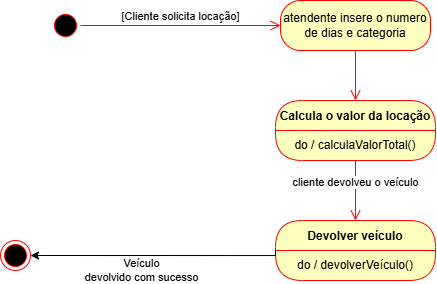 [Cliente solicita locação]
atendente insere o numero
de dias e categoria
Calcula o valor da locação
do / calculaValorTotal()
cliente devolveu o veículo
Devolver veículo
do / devolverVeículo()
Veículo
devolvido com sucesso